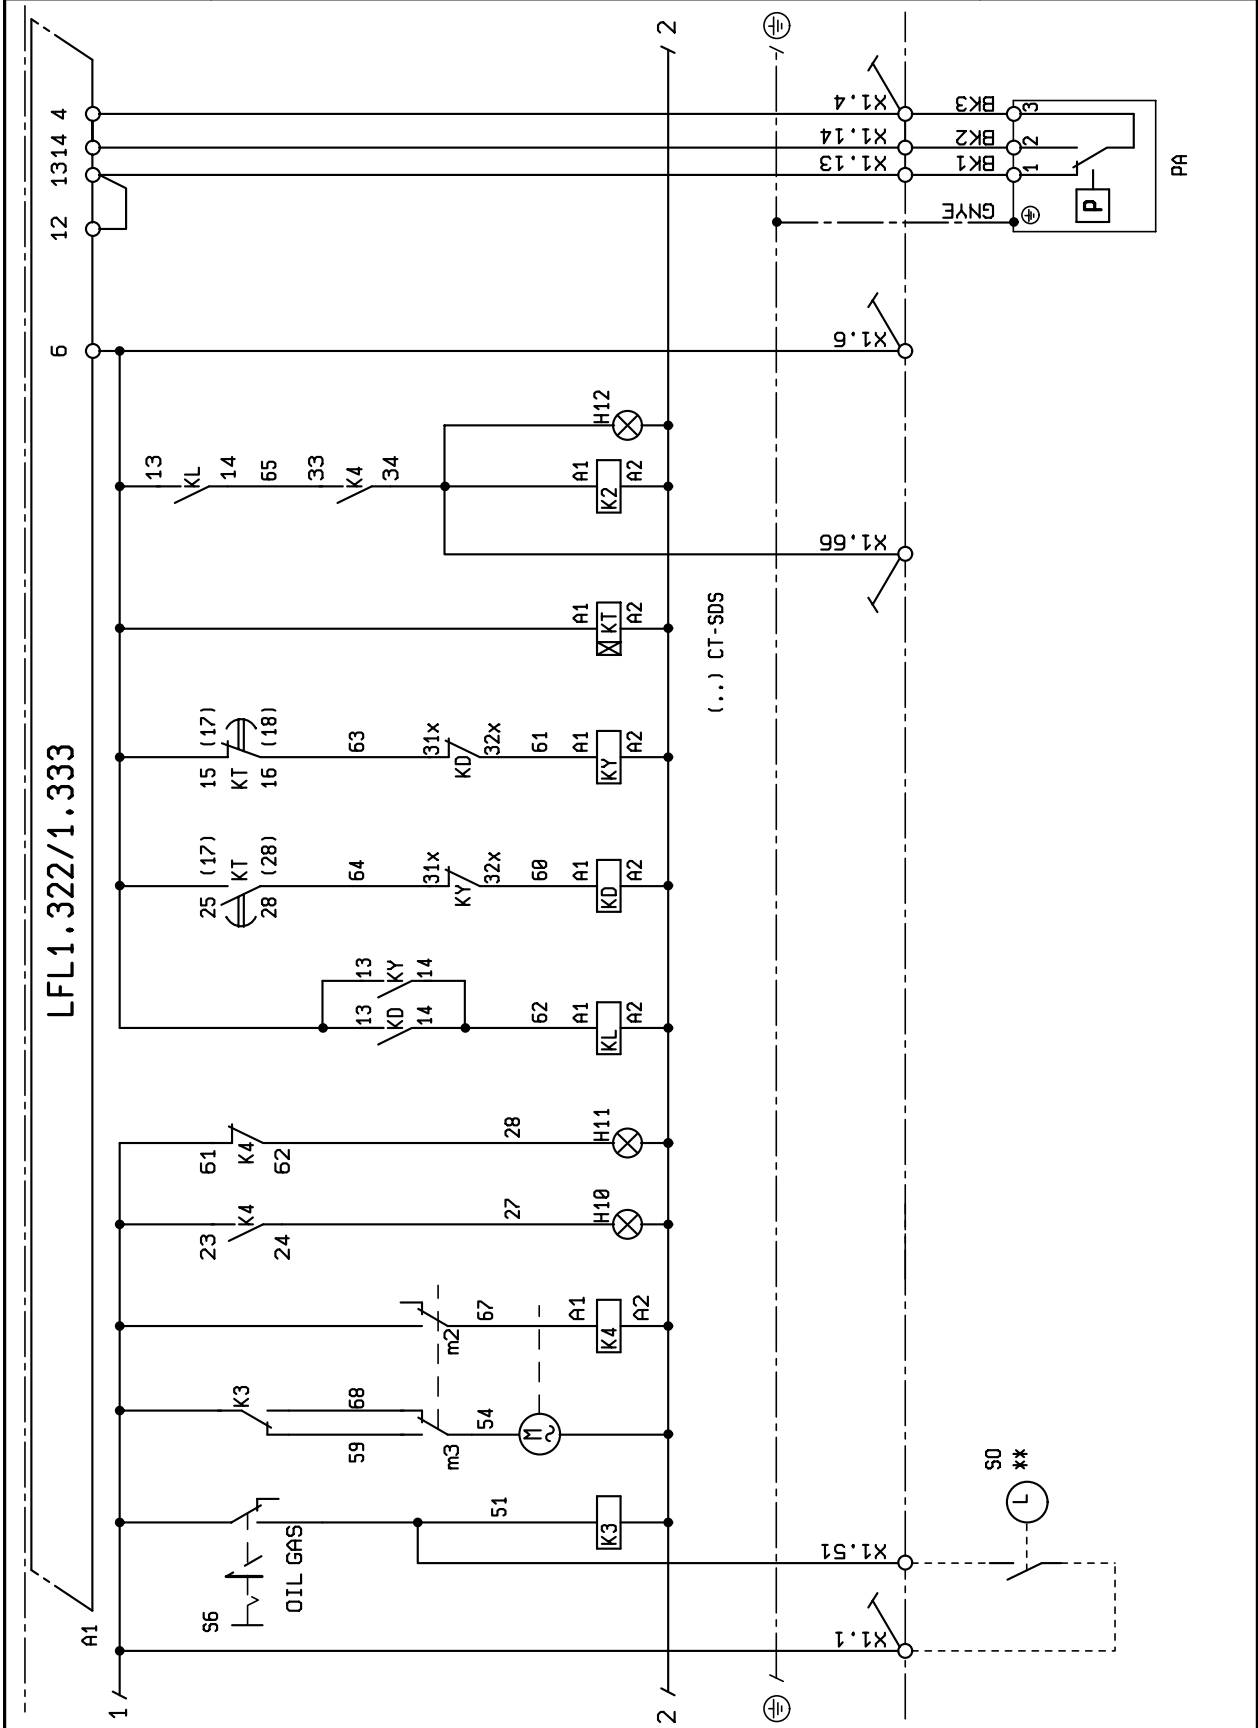 LFL1.322/1.333
A1
6
12
13
14
4
1
2
2
S6
OIL GAS
51
K3
A1
X1.1
X1.51
S0
**
L
K3
59
68
m3
54
M
m2
67
A1
K4
A2
23
K4
24
27
H10
61
K4
62
28
H11
13
KD
14
13
KY
14
62
A1
KL
A2
25
(17)
KT
28
(28)
64
31x
KY
32x
60
A1
KD
A2
15
(17)
KT
16
(18)
63
31x
KD
32x
61
A1
KY
A2
A1
KT
A2
(..) CT-SDS
13
KL
14
65
33
K4
34
A1
K2
A2
H12
X1.66
X1.6
X1.13
X1.14
X1.4
GNYE
BK1
BK2
BK3
1
2
3
P
PA